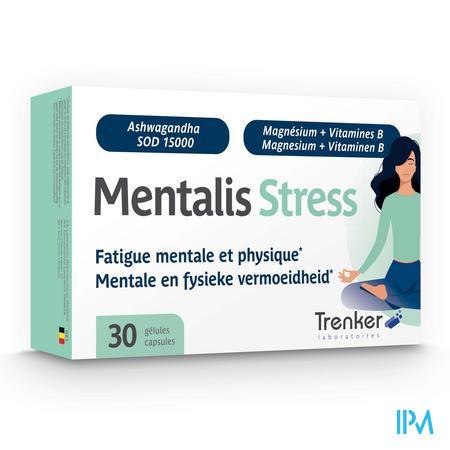 Ashwagandha
SOD 15000
Magnésium + Vitamines B
Magnesium + Vitaminen B
Mentalis Stress
Fatigue mentale et physique*
Mentale en fysieke vermoeidheid*
30 gélules
capsules
Trenker
laboratoires
IPM